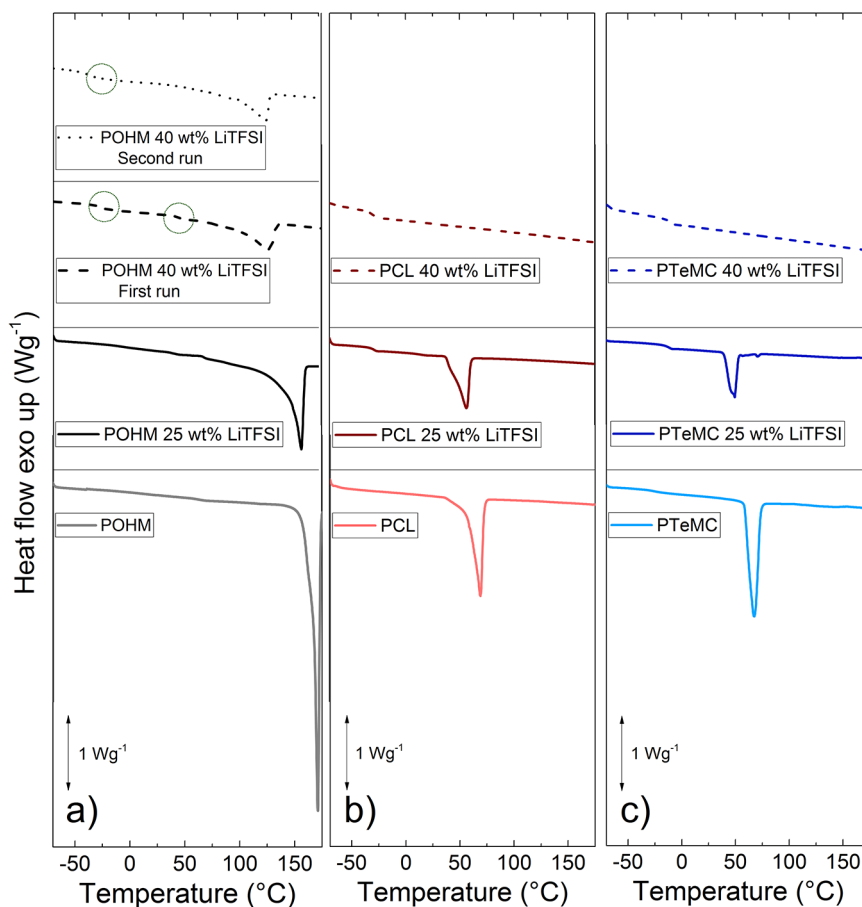 Heat flow exo up (Wg⁻¹)
POHM 40 wt% LiTFSI
Second run
POHM 40 wt% LiTFSI
First run
POHM 25 wt% LiTFSI
POHM
1 Wg⁻¹
a)
-50 0 50 100 150
Temperature (°C)
PCL 40 wt% LiTFSI
PCL 25 wt% LiTFSI
PCL
1 Wg⁻¹
b)
-50 0 50 100 150
Temperature (°C)
PTeMC 40 wt% LiTFSI
PTeMC 25 wt% LiTFSI
PTeMC
1 Wg⁻¹
c)
-50 0 50 100 150
Temperature (°C)